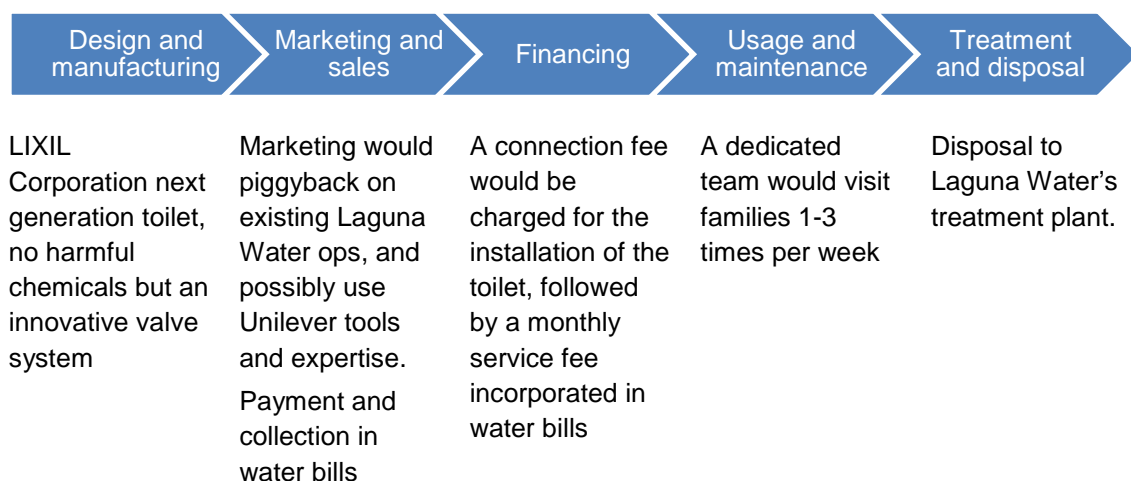 Design and
manufacturing
Marketing and
sales
Financing
Usage and
maintenance
Treatment
and disposal
LIXIL
Corporation next
generation toilet,
no harmful
chemicals but an
innovative valve
system
Marketing would
piggyback on
existing Laguna
Water ops, and
possibly use
Unilever tools
and expertise.
Payment and
collection in
water bills
A connection fee
would be
charged for the
installation of the
toilet, followed
by a monthly
service fee
incorporated in
water bills
A dedicated
team would visit
families 1-3
times per week
Disposal to
Laguna Water’s
treatment plant.